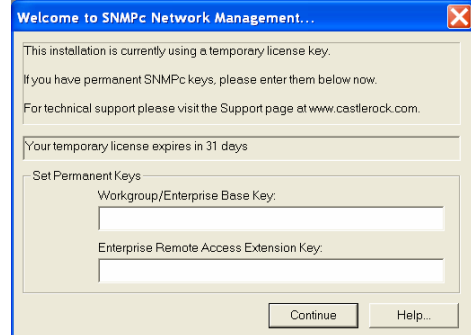 Welcome to SNMPc Network Management...
This installation is currently using a temporary license key.
If you have permanent SNMPc keys, please enter them below now.
For technical support please visit the Support page at www.castlerock.com.
Your temporary license expires in 31 days
Set Permanent Keys
Workgroup/Enterprise Base Key:
Enterprise Remote Access Extension Key:
Continue
Help...